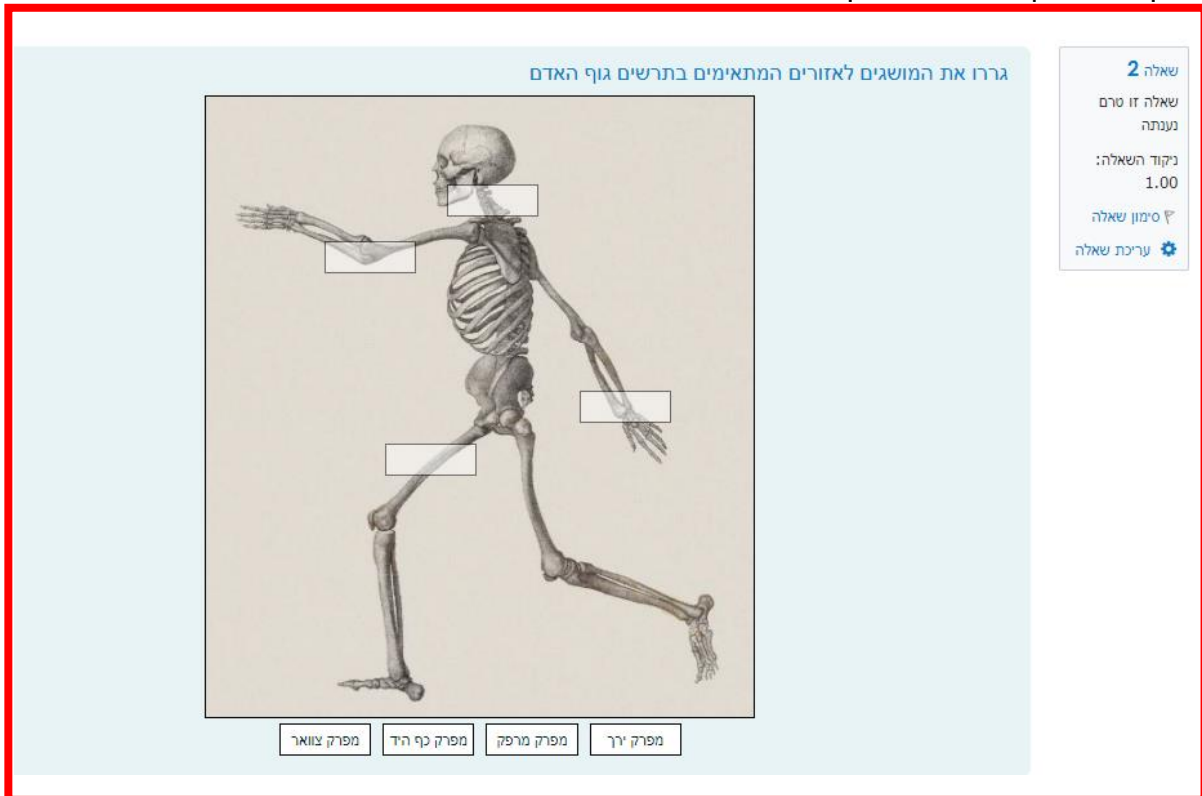 שאלה 2
שאלה זו טרם
נענתה
ניקוד השאלה:
1.00
סימון שאלה
עריכת שאלה
גררו את המושגים לאזורים המתאימים בתרשים גוף האדם
מפרק ירך
מפרק מרפק
מפרק כף היד
מפרק צוואר